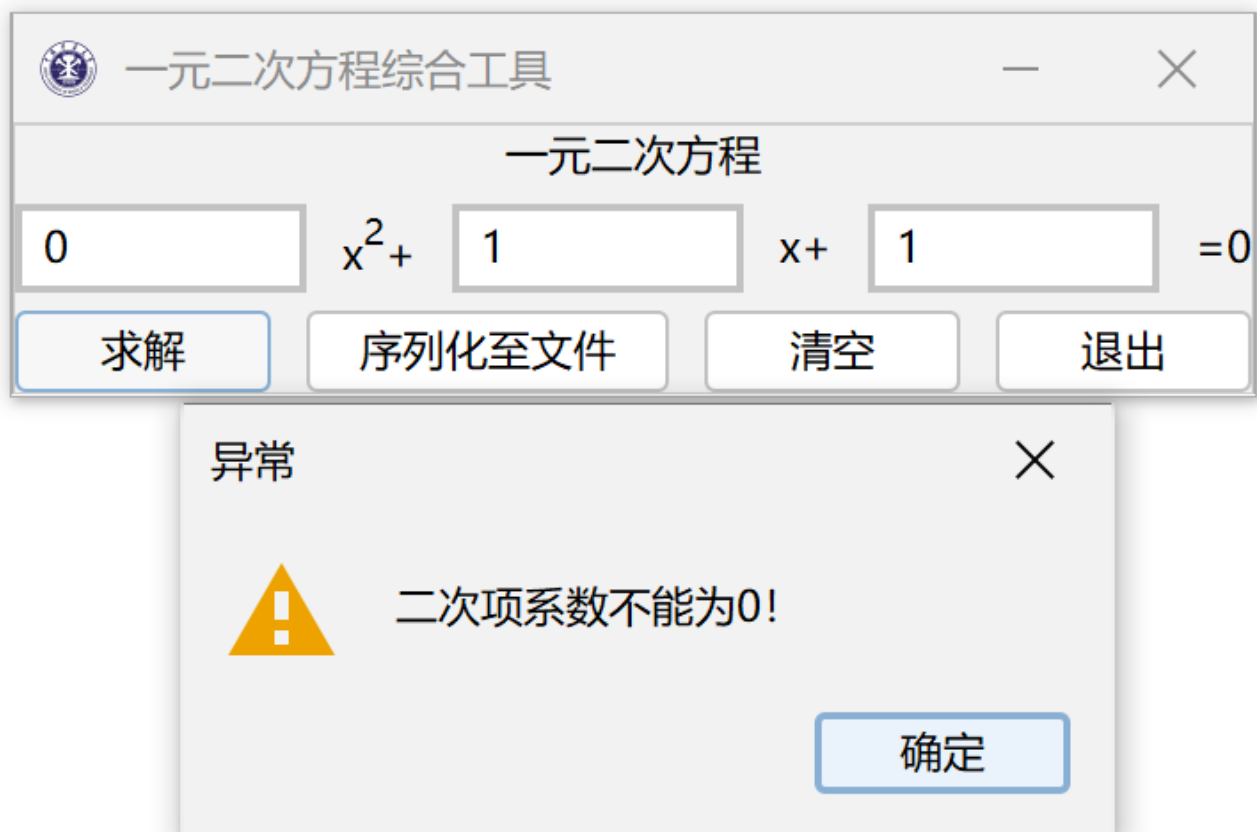 一元二次方程综合工具
一元二次方程
0 x²+ 1 x+ 1 =0
求解 序列化至文件 清空 退出
异常
二次项系数不能为0!
确定